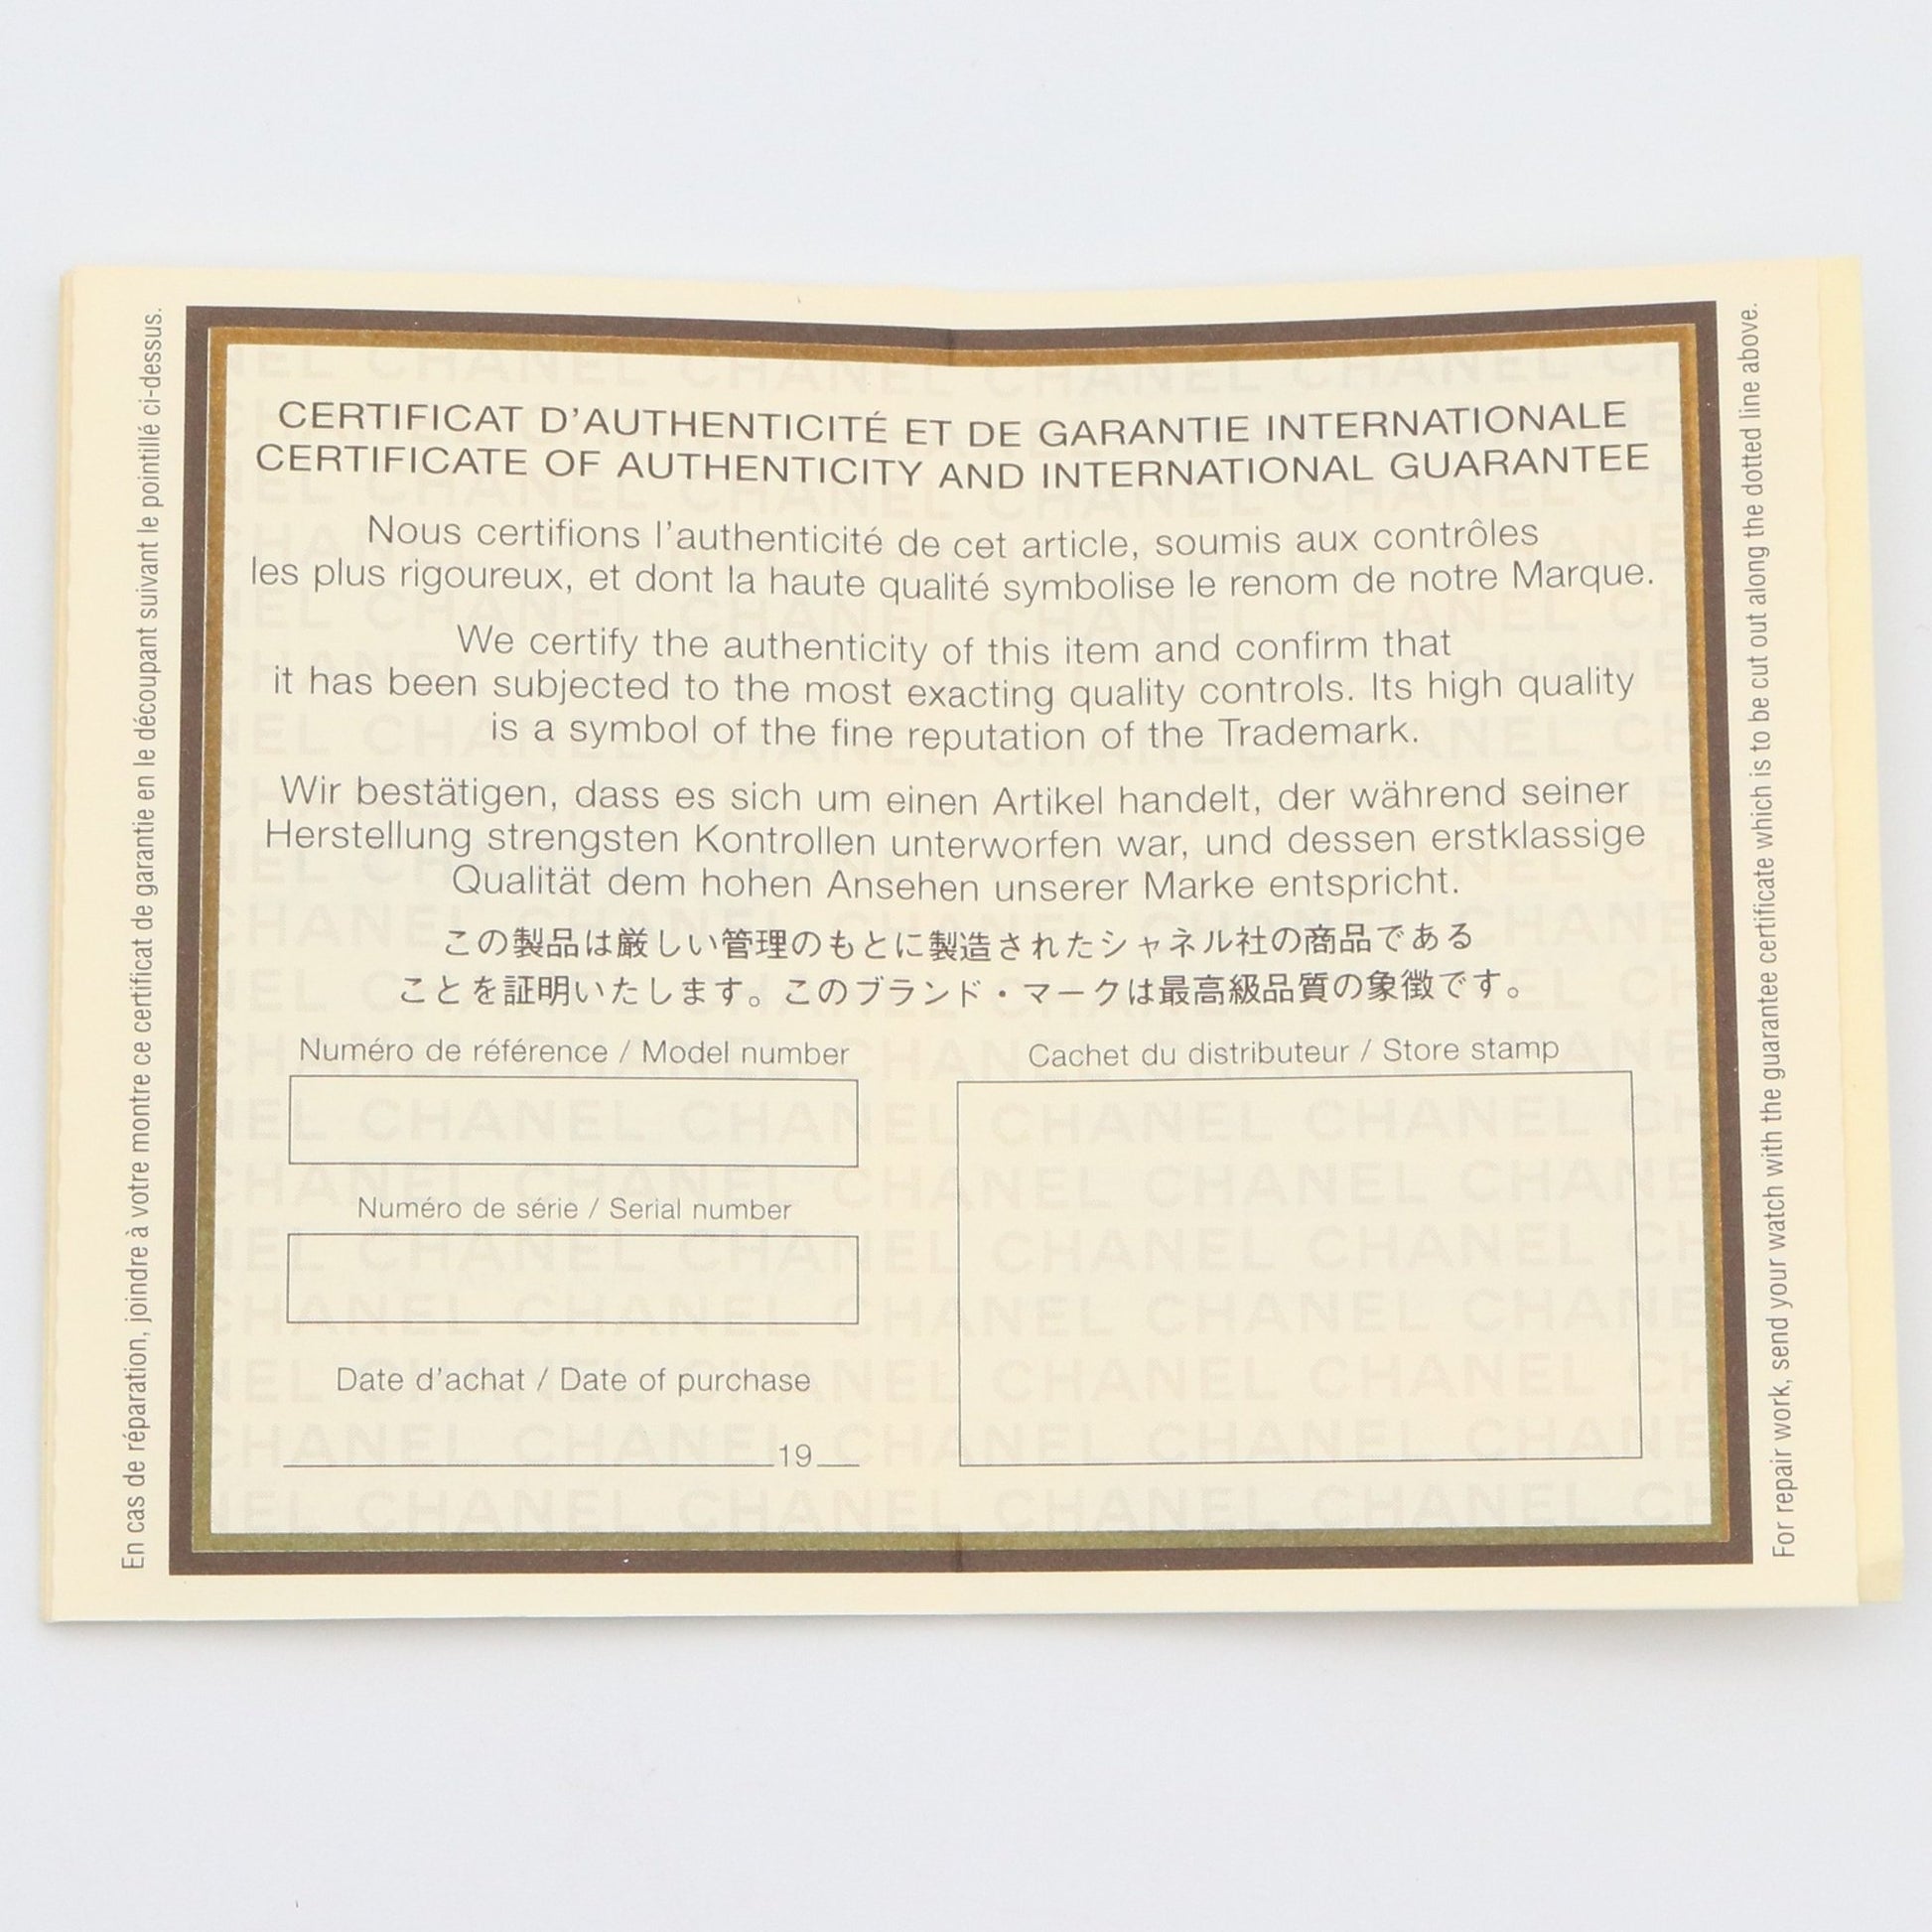 En cas de réparation, joindre à votre montre ce certificat de garantie en le découpant suivant le pointillé ci-dessus.
CERTIFICAT D'AUTHENTICITÉ ET DE GARANTIE INTERNATIONALE
CERTIFICATE OF AUTHENTICITY AND INTERNATIONAL GUARANTEE
Nous certifions l'authenticité de cet article, soumis aux contrôles
les plus rigoureux, et dont la haute qualité symbolise le renom de notre Marque.
We certify the authenticity of this item and confirm that
it has been subjected to the most exacting quality controls. Its high quality
is a symbol of the fine reputation of the Trademark.
Wir bestätigen, dass es sich um einen Artikel handelt, der während seiner
Herstellung strengsten Kontrollen unterworfen war, und dessen erstklassige
Qualität dem hohen Ansehen unserer Marke entspricht.
この製品は厳しい管理のもとに製造されたシャネル社の商品である
ことを証明いたします。このブランド・マークは最高級品質の象徴です。
Numéro de référence / Model number
Numéro de série / Serial number
Date d'achat / Date of purchase
19
Cachet du distributeur / Store stamp
For repair work, send your watch with the guarantee certificate which is to be cut out along the dotted line above.